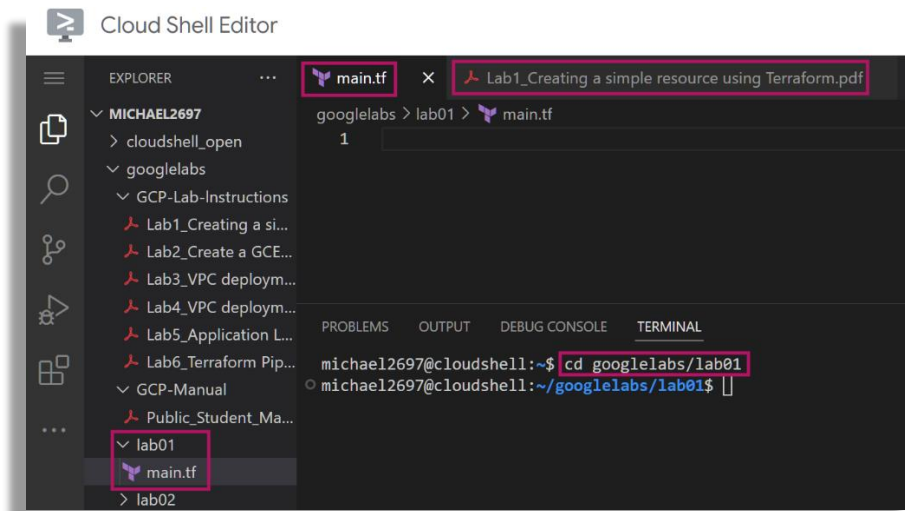 Cloud Shell Editor
EXPLORER ...
MICHAEL2697
cloudshell_open
googlelabs
GCP-Lab-Instructions
Lab1_Creating a si...
Lab2_Create a GCE...
Lab3_VPC deploym...
Lab4_VPC deploym...
Lab5_Application L...
Lab6_Terraform Pip...
GCP-Manual
Public_Student_Ma...
lab01
main.tf
lab02
main.tf
Lab1_Creating a simple resource using Terraform.pdf
googlelabs > lab01 > main.tf
1
PROBLEMS OUTPUT DEBUG CONSOLE TERMINAL
michael2697@cloudshell:~$ cd googlelabs/lab01
michael2697@cloudshell:~/googlelabs/lab01$